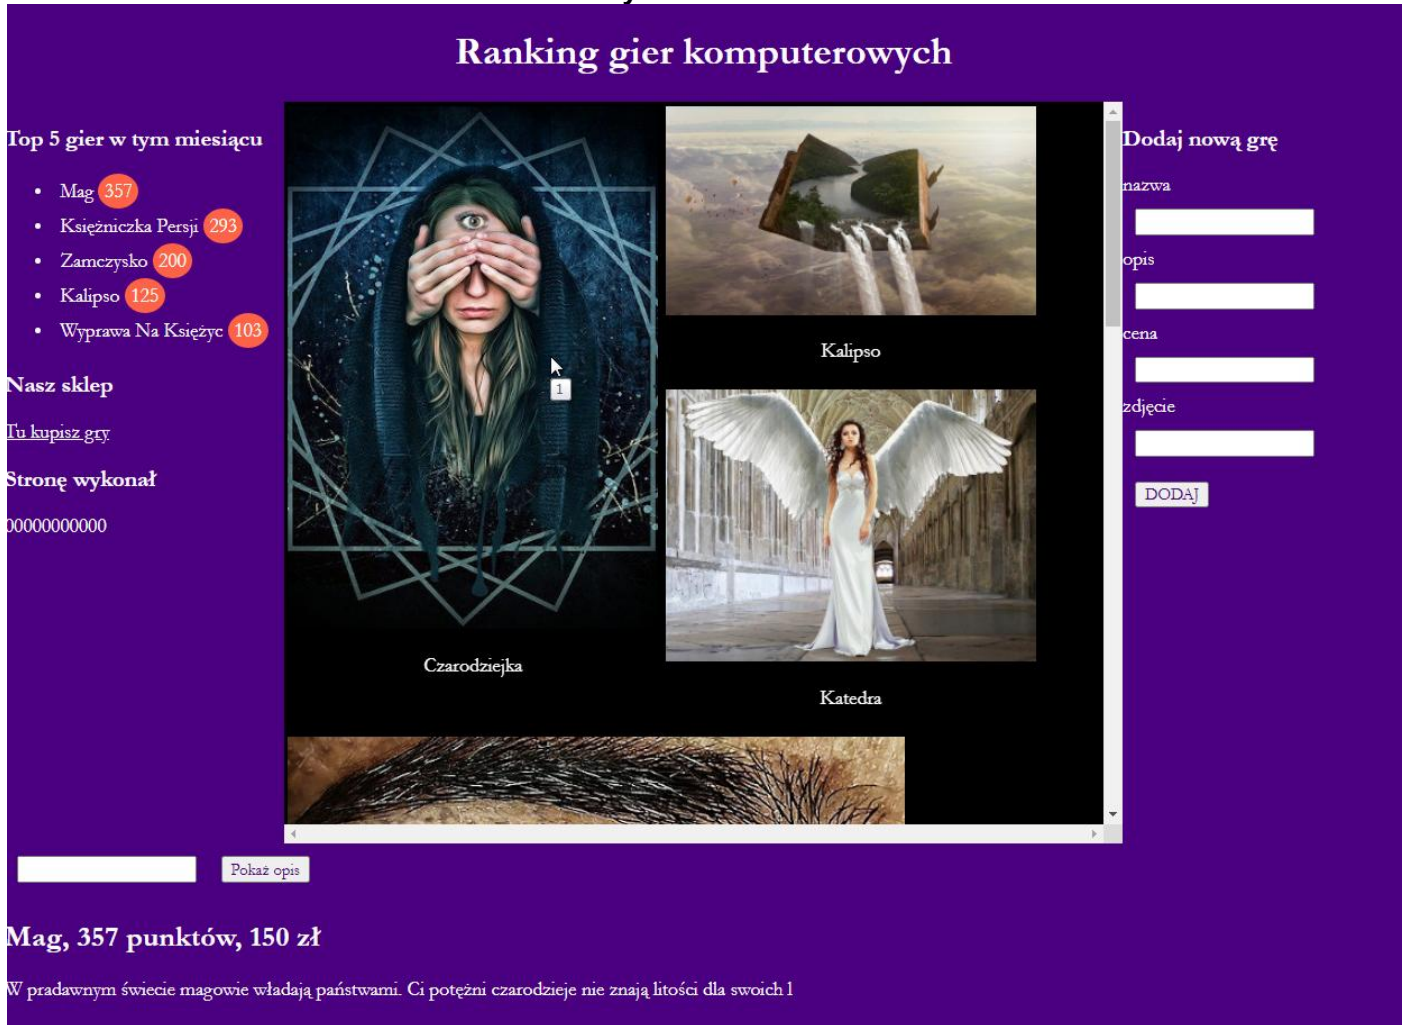 Ranking gier komputerowych
Top 5 gier w tym miesiącu
Mag 357
Księżniczka Persji 293
Zamczysko 200
Kalipso 125
Wyprawa Na Księżyc 103
Nasz sklep
Tu kupisz gry
Stronę wykonał
00000000000
1
Czarodziejka
Kalipso
Katedra
Dodaj nową grę
nazwa
opis
cena
zdjęcie
DODAJ
Pokaż opis
Mag, 357 punktów, 150 zł
W pradawnym świecie magowie władają państwami. Ci potężni czarodzieje nie znają litości dla swoich l